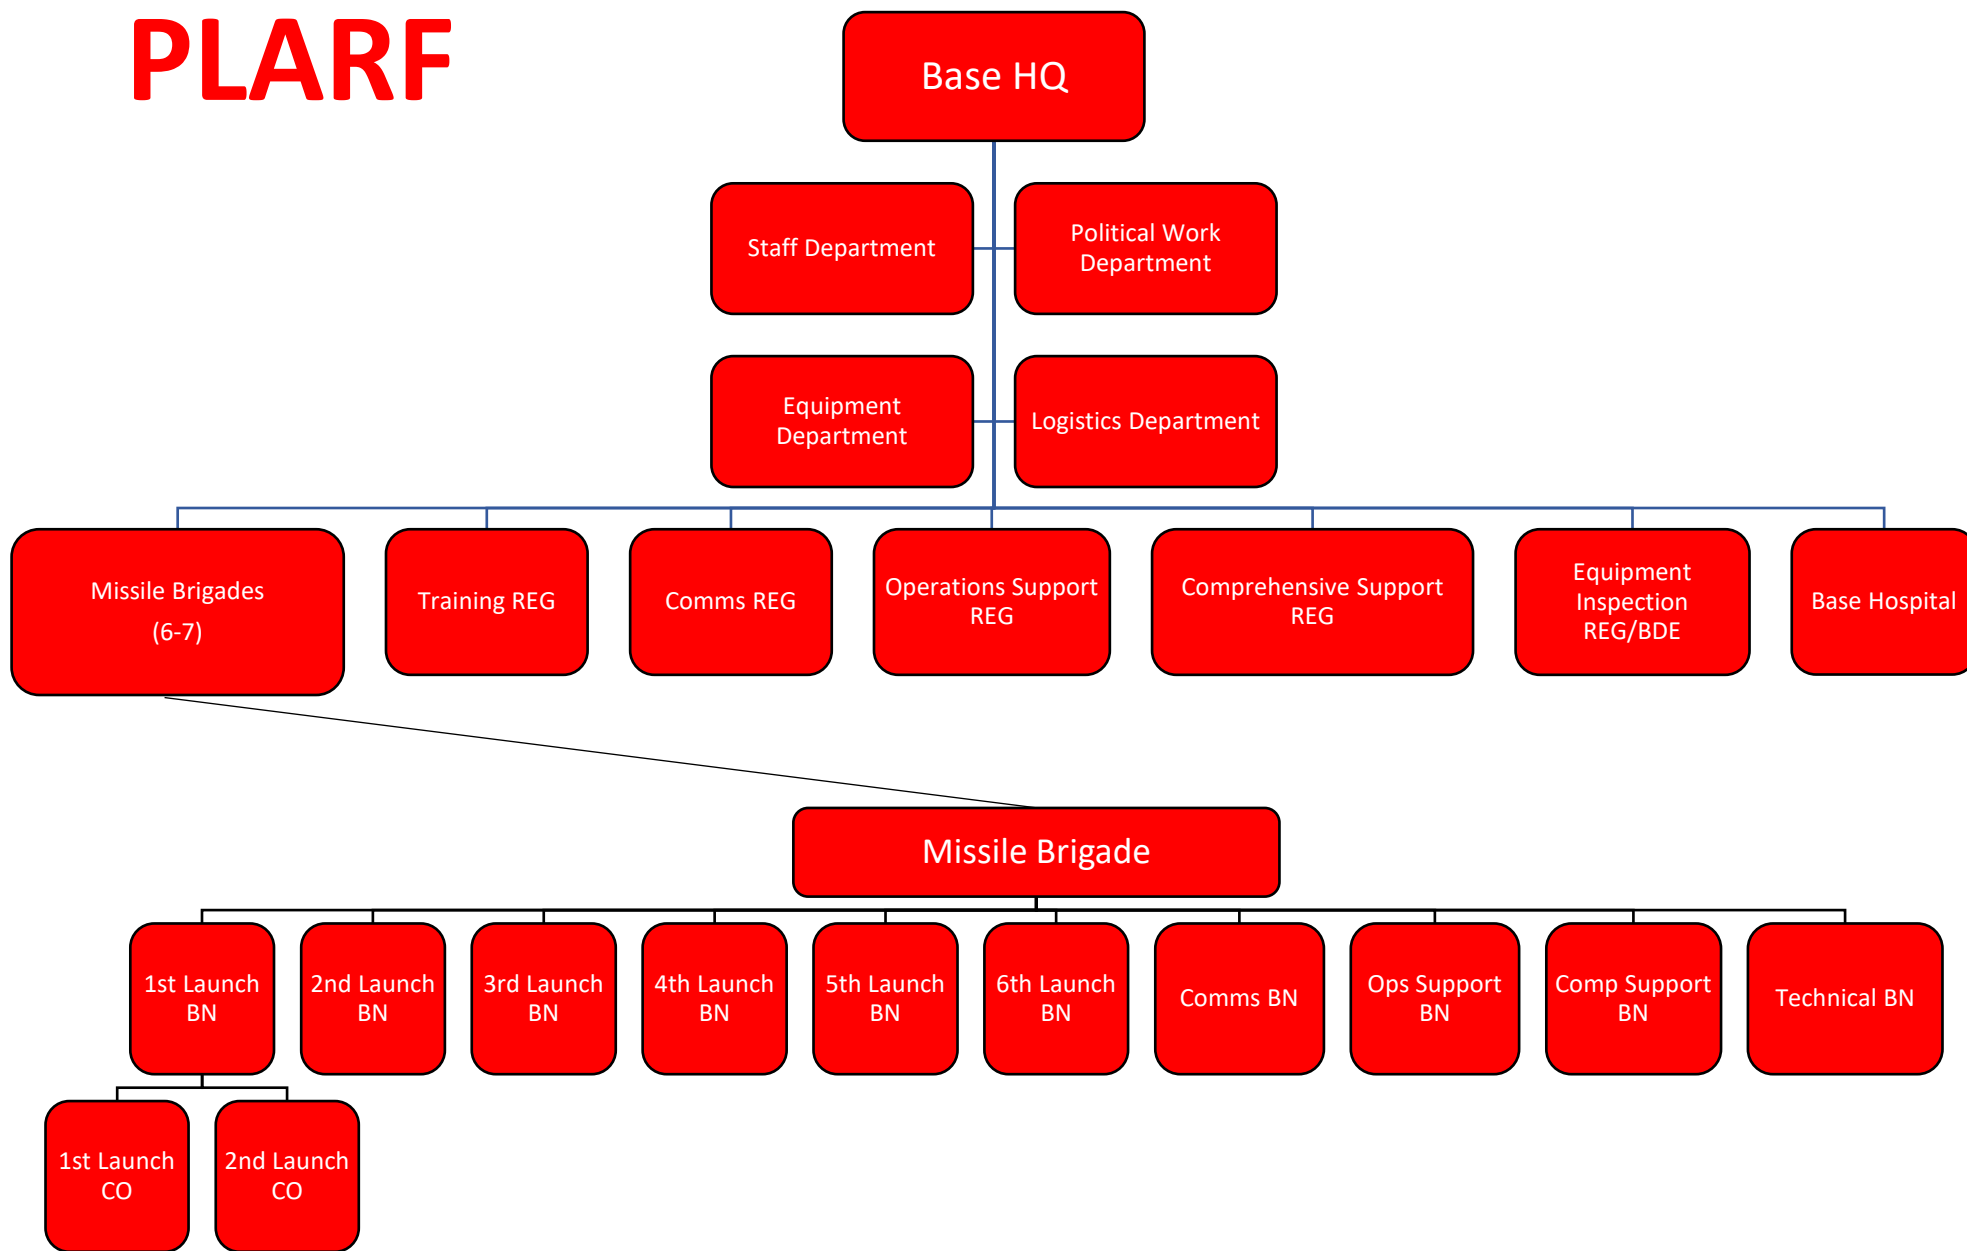 PLARF
Base HQ
Staff Department
Political Work
Department
Equipment
Department
Logistics Department
Missile Brigades
(6-7)
Training REG
Comms REG
Operations Support
REG
Comprehensive Support
REG
Equipment
Inspection
REG/BDE
Base Hospital
Missile Brigade
1st Launch
BN
2nd Launch
BN
3rd Launch
BN
4th Launch
BN
5th Launch
BN
6th Launch
BN
Comms BN
Ops Support
BN
Comp Support
BN
Technical BN
1st Launch
CO
2nd Launch
CO